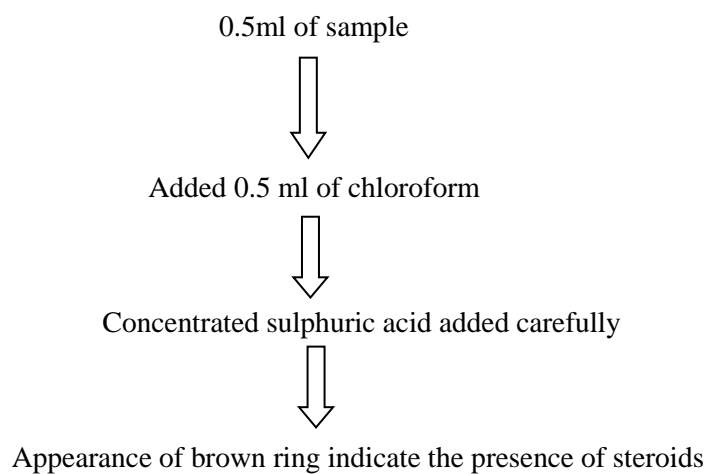 0.5ml of sample
Added 0.5 ml of chloroform
Concentrated sulphuric acid added carefully
Appearance of brown ring indicate the presence of steroids